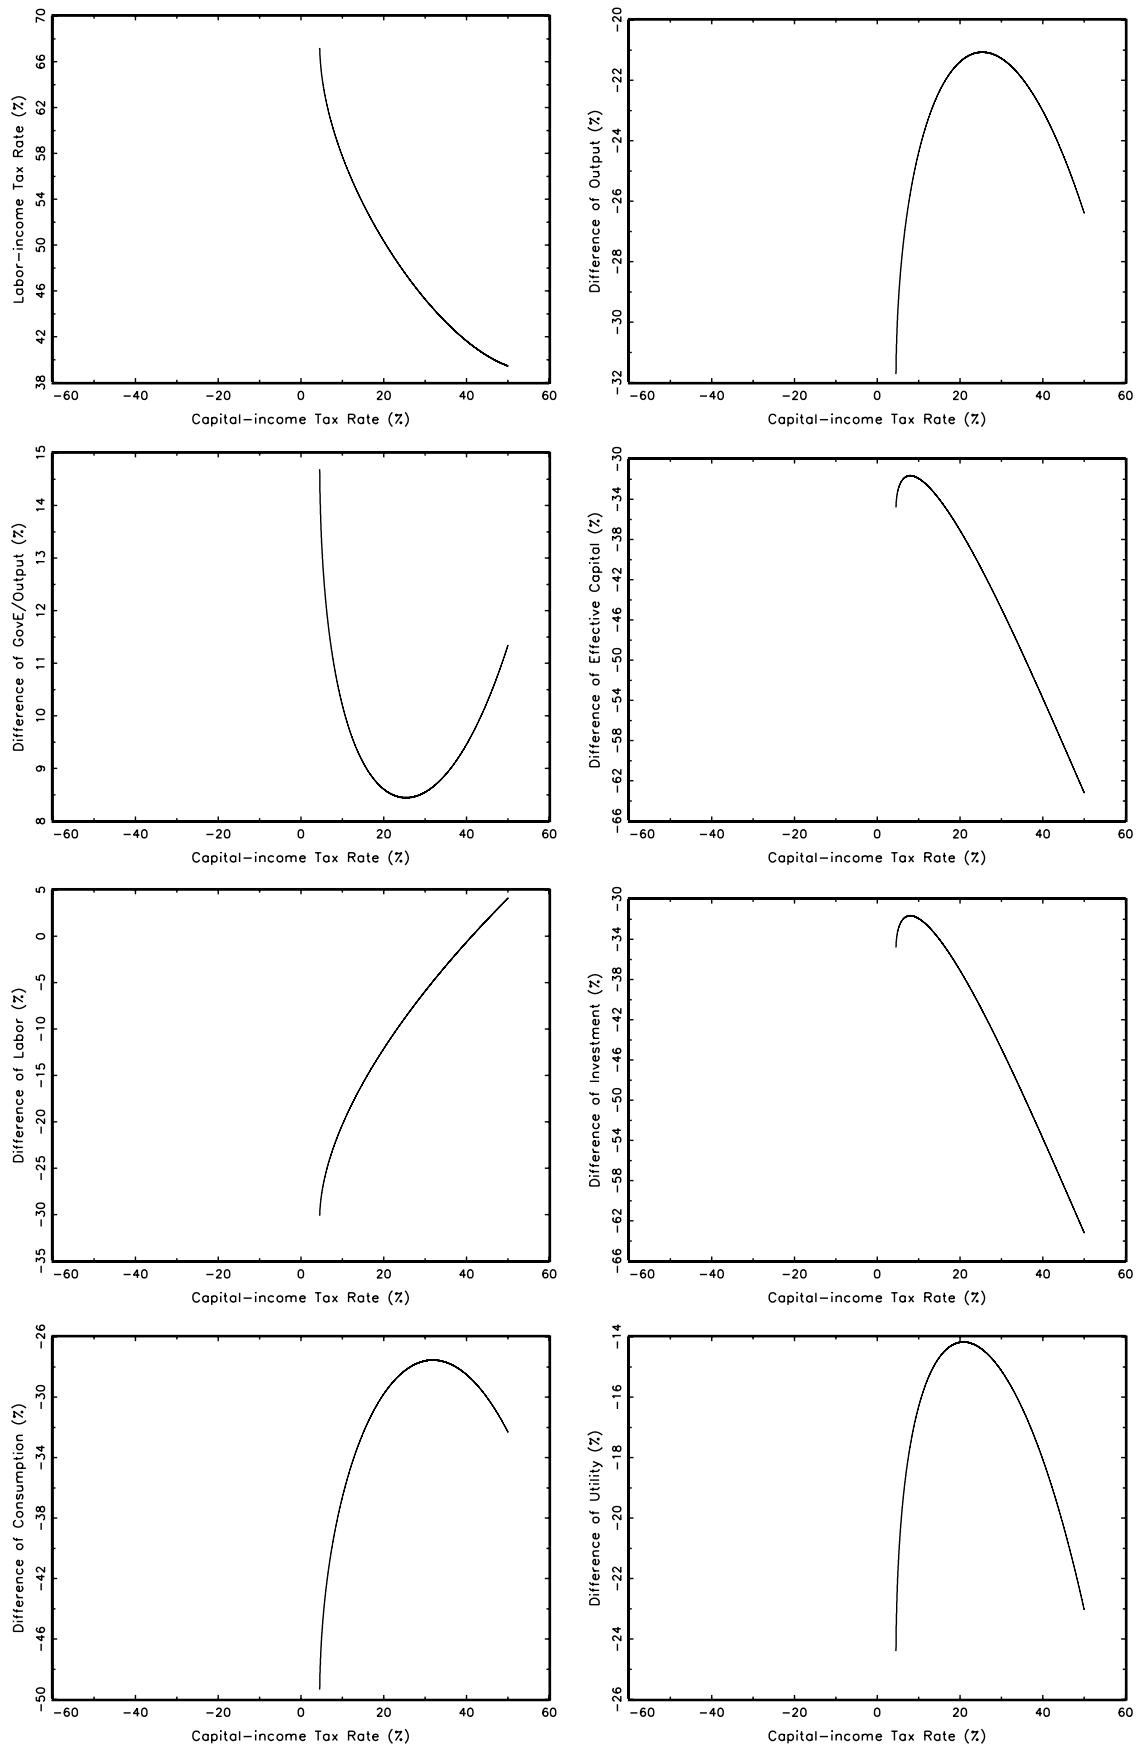 Labor-income Tax Rate (%)
70
66
62
58
54
50
46
42
38
-60 -40 -20 0 20 40 60
Capital-income Tax Rate (%)
Difference of Output (%)
-20
-22
-24
-26
-28
-30
-32
-60 -40 -20 0 20 40 60
Capital-income Tax Rate (%)
Difference of GovE/Output (%)
15
14
13
12
11
10
9
8
-60 -40 -20 0 20 40 60
Capital-income Tax Rate (%)
Difference of Effective Capital (%)
-30
-34
-38
-42
-46
-50
-54
-58
-62
-66
-60 -40 -20 0 20 40 60
Capital-income Tax Rate (%)
Difference of Labor (%)
5
0
-5
-10
-15
-20
-25
-30
-35
-60 -40 -20 0 20 40 60
Capital-income Tax Rate (%)
Difference of Investment (%)
-30
-34
-38
-42
-46
-50
-54
-58
-62
-66
-60 -40 -20 0 20 40 60
Capital-income Tax Rate (%)
Difference of Consumption (%)
-26
-30
-34
-38
-42
-46
-50
-60 -40 -20 0 20 40 60
Capital-income Tax Rate (%)
Difference of Utility (%)
-14
-16
-18
-20
-22
-24
-26
-60 -40 -20 0 20 40 60
Capital-income Tax Rate (%)